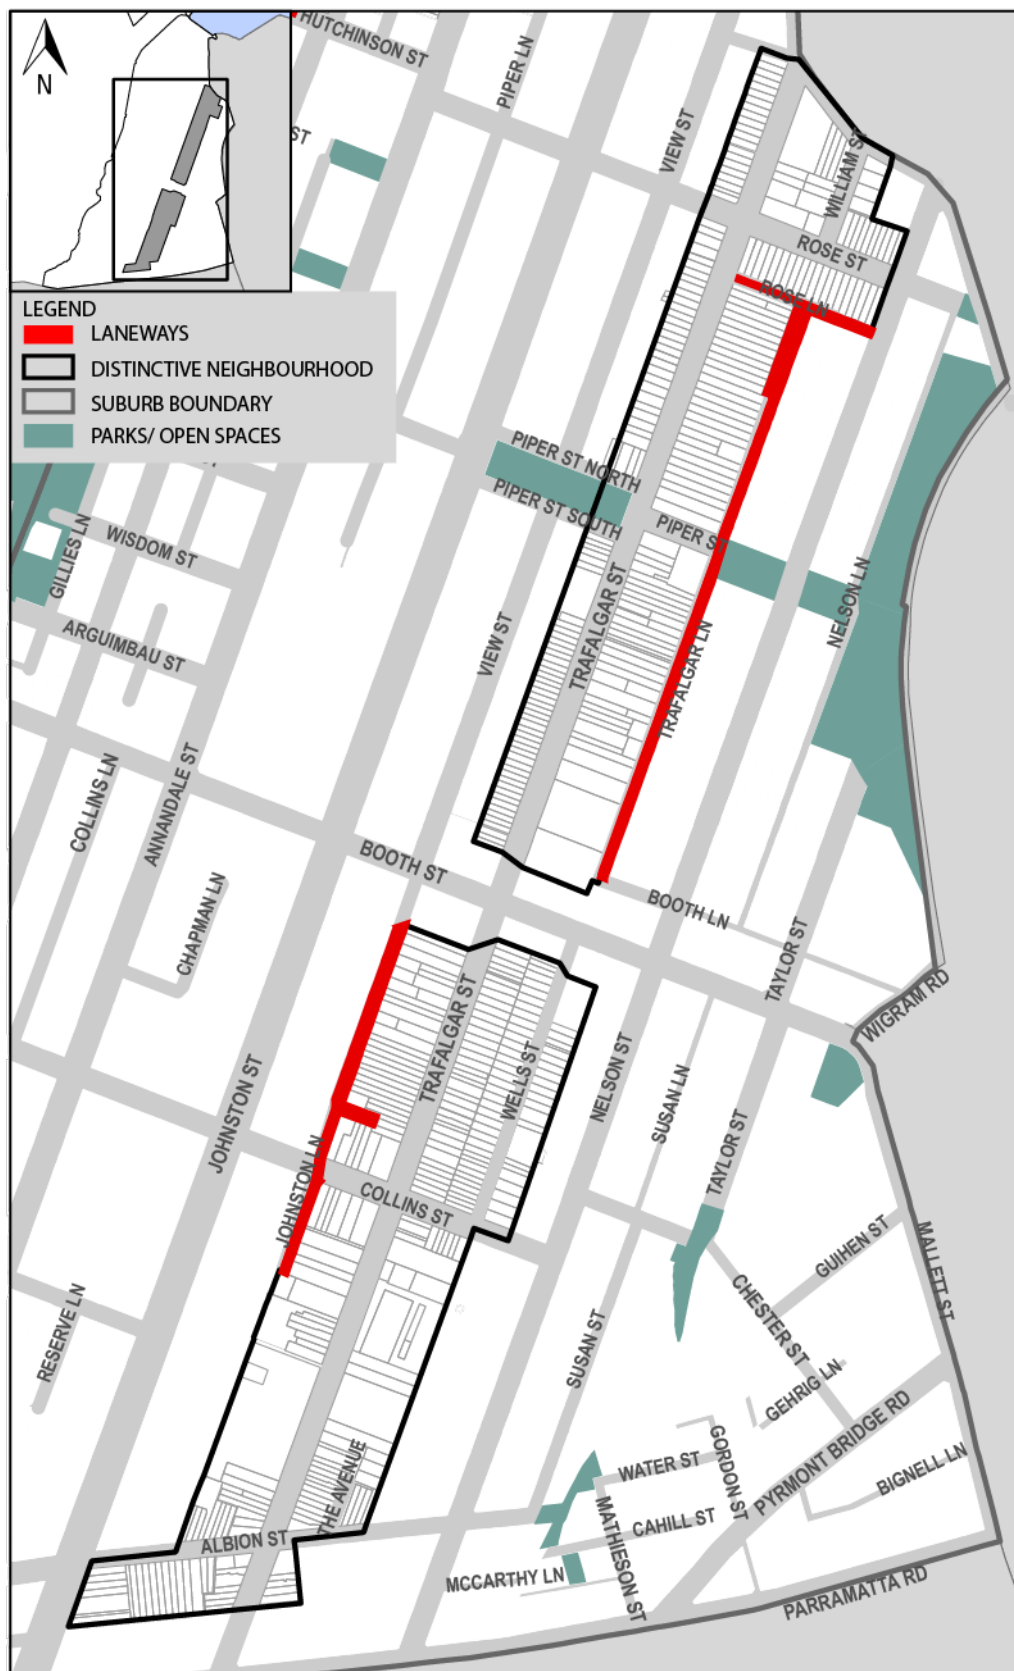 HUTCHINSON ST
PIPER LN
VIEW ST
WILLIAM ST
N
ST
ROSE ST
ROSE LN
LEGEND
LANEWAYS
DISTINCTIVE NEIGHBOURHOOD
SUBURB BOUNDARY
PARKS/ OPEN SPACES
PIPER ST NORTH
PIPER ST SOUTH
PIPER ST
WISDOM ST
GILLIES LN
ARGUIMBAU ST
NELSON LN
VIEW ST
TRAFALGAR ST
TRAFALGAR LN
COLLINS LN
ANNANDALE ST
BOOTH ST
CHAPMAN LN
BOOTH LN
TAYLOR ST
WIGRAM RD
TRAFALGAR ST
WELLS ST
NELSON ST
SUSAN LN
JOHNSTON ST
JOHNSTON LN
COLLINS ST
TAYLOR ST
GUIHEN ST
MALLETT ST
RESERVE LN
SUSAN ST
CHESTER ST
GEHRIG LN
THE AVENUE
WATER ST
GORDON ST
PYRMONT BRIDGE RD
BIGNELL LN
ALBION ST
MATHIESON ST
CAHILL ST
MCCARTHY LN
PARRAMATTA RD